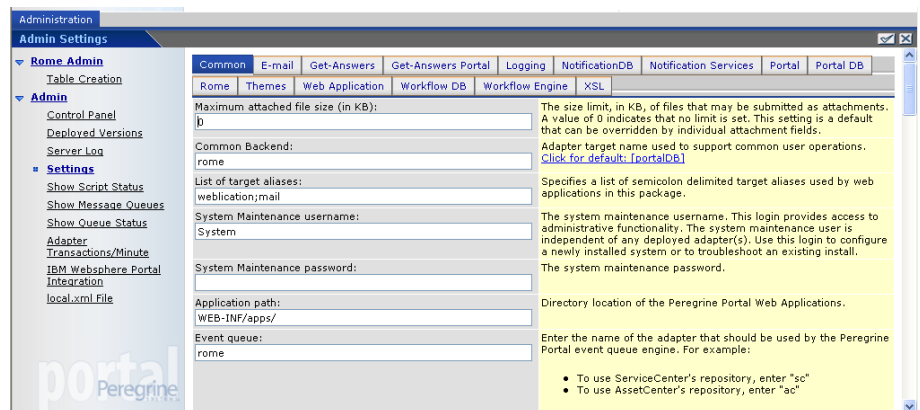 Administration
Admin Settings
Rome Admin
Table Creation
Admin
Control Panel
Deployed Versions
Server Log
Settings
Show Script Status
Show Message Queues
Show Queue Status
Adapter
Transactions/Minute
IBM Websphere Portal
Integration
local.xml File
portal
Peregrine
Common E-mail Get-Answers Get-Answers Portal Logging NotificationDB Notification Services Portal Portal DB
Rome Themes Web Application Workflow DB Workflow Engine XSL
Maximum attached file size (in KB):
0
The size limit, in KB, of files that may be submitted as attachments.
A value of 0 indicates that no limit is set. This setting is a default
that can be overridden by individual attachment fields.
Common Backend:
rome
Adapter target name used to support common user operations.
Click for default: [portalDB]
List of target aliases:
weblication;mail
Specifies a list of semicolon delimited target aliases used by web
applications in this package.
System Maintenance username:
System
The system maintenance username. This login provides access to
administrative functionality. The system maintenance user is
independent of any deployed adapter(s). Use this login to configure
a newly installed system or to troubleshoot an existing install.
System Maintenance password:
The system maintenance password.
Application path:
WEB-INF/apps/
Directory location of the Peregrine Portal Web Applications.
Event queue:
rome
Enter the name of the adapter that should be used by the Peregrine
Portal event queue engine. For example:
• To use ServiceCenter's repository, enter "sc"
• To use AssetCenter's repository, enter "ac"